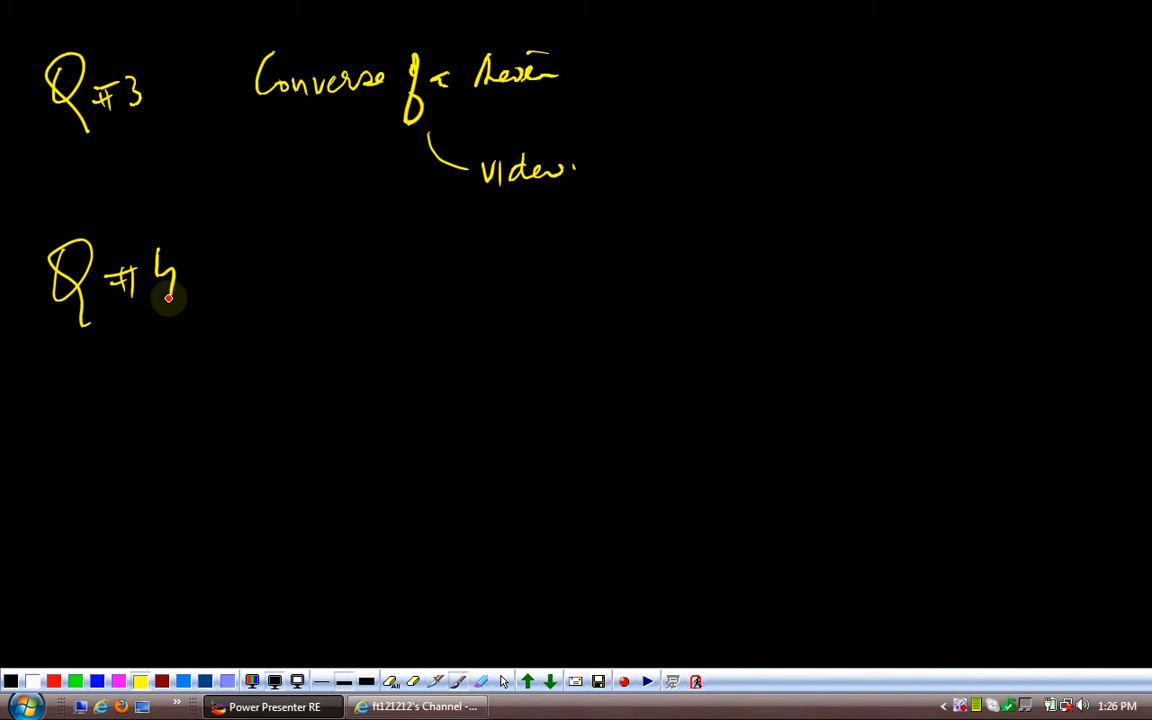 Q #3 Converse of a theorem
video.
Q # 4
Power Presenter RE ft121212's Channel -... 1:26 PM